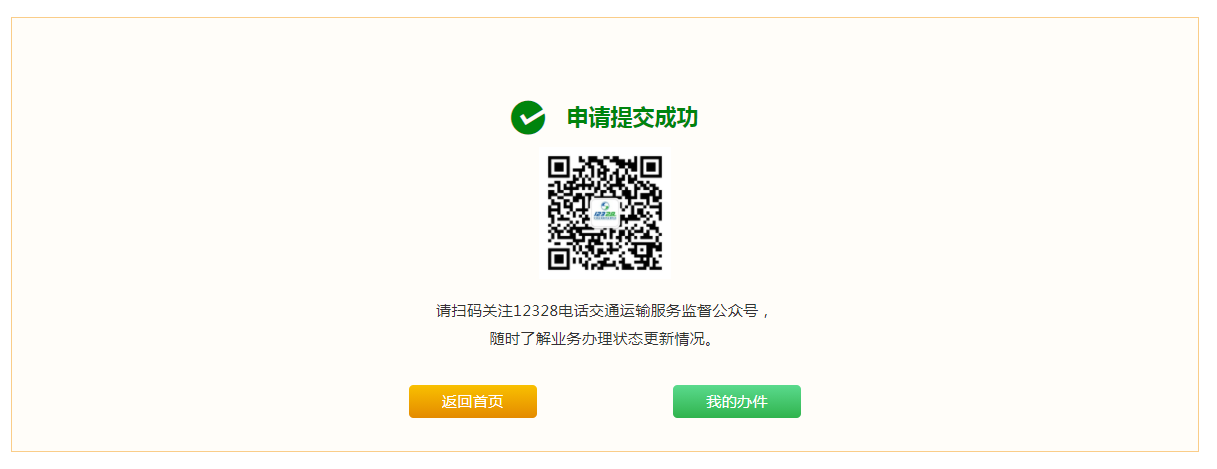 申请提交成功
12328
请扫码关注12328电话交通运输服务监督公众号，
随时了解业务办理状态更新情况。
返回首页
我的办件